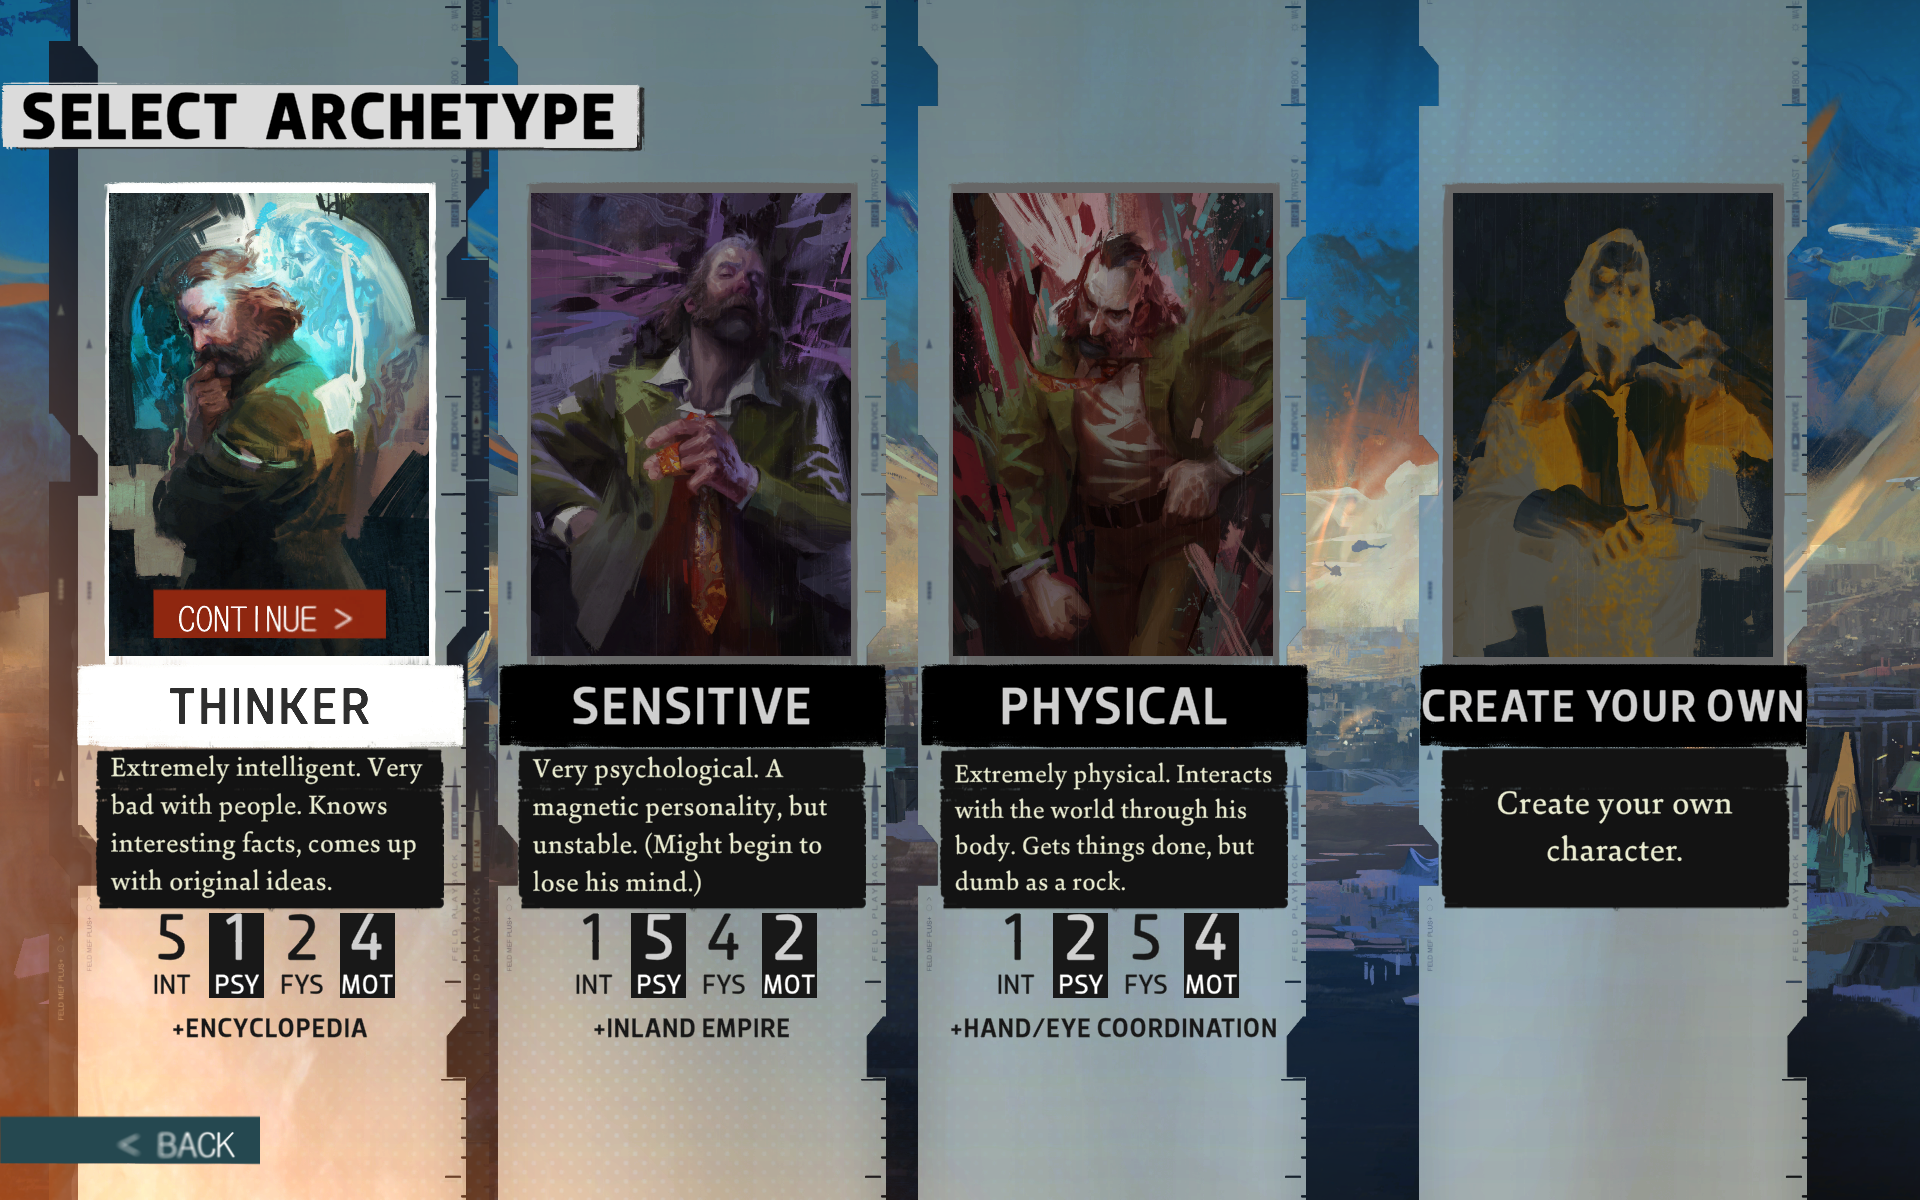 SELECT ARCHETYPE
CONTINUE >
THINKER
Extremely intelligent. Very
bad with people. Knows
interesting facts, comes up
with original ideas.
5 1 2 4
INT PSY FYS MOT
+ENCYCLOPEDIA
SENSITIVE
Very psychological. A
magnetic personality, but
unstable. (Might begin to
lose his mind.)
1 5 4 2
INT PSY FYS MOT
+INLAND EMPIRE
PHYSICAL
Extremely physical. Interacts
with the world through his
body. Gets things done, but
dumb as a rock.
1 2 5 4
INT PSY FYS MOT
+HAND/EYE COORDINATION
CREATE YOUR OWN
Create your own
character.
< BACK